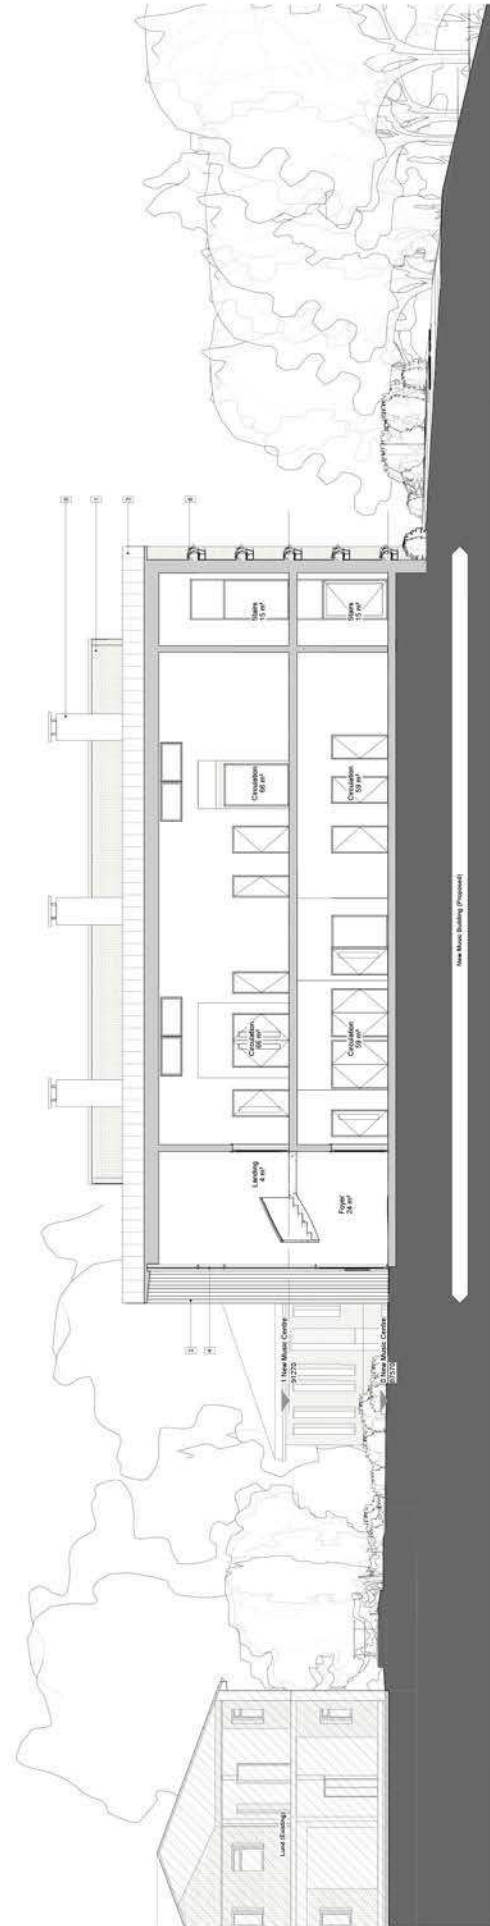 Landing
4 m²
Circulation
66 m²
Circulation
66 m²
Stairs
15 m²
1 New Music Centre
91270
Lund (Existing)
Foyer
24 m²
Circulation
59 m²
Circulation
59 m²
Stairs
15 m²
0 New Music Centre
87570
New Music Building (Proposed)